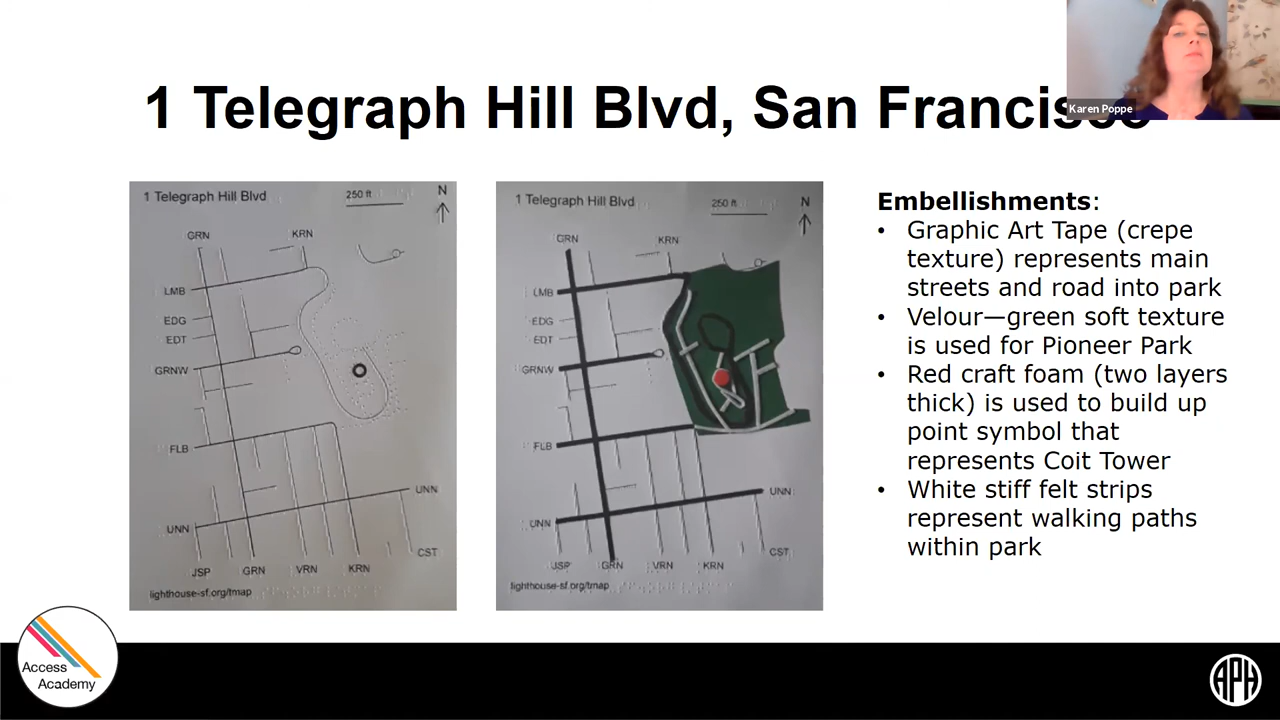 Karen Poppe
1 Telegraph Hill Blvd, San Francisco
1 Telegraph Hill Blvd
250 ft
N
GRN
KRN
LMB
EDG
EDT
GRNW
FLB
UNN
UNN
CST
JSP
GRN
VRN
KRN
lighthouse-sf.org/tmap
1 Telegraph Hill Blvd
250 ft
N
GRN
KRN
LMB
EDG
EDT
GRNW
FLB
UNN
UNN
CST
JSP
GRN
VRN
KRN
lighthouse-sf.org/tmap
Embellishments:
• Graphic Art Tape (crepe
texture) represents main
streets and road into park
• Velour—green soft texture
is used for Pioneer Park
• Red craft foam (two layers
thick) is used to build up
point symbol that
represents Coit Tower
• White stiff felt strips
represent walking paths
within park
Access
Academy
APH